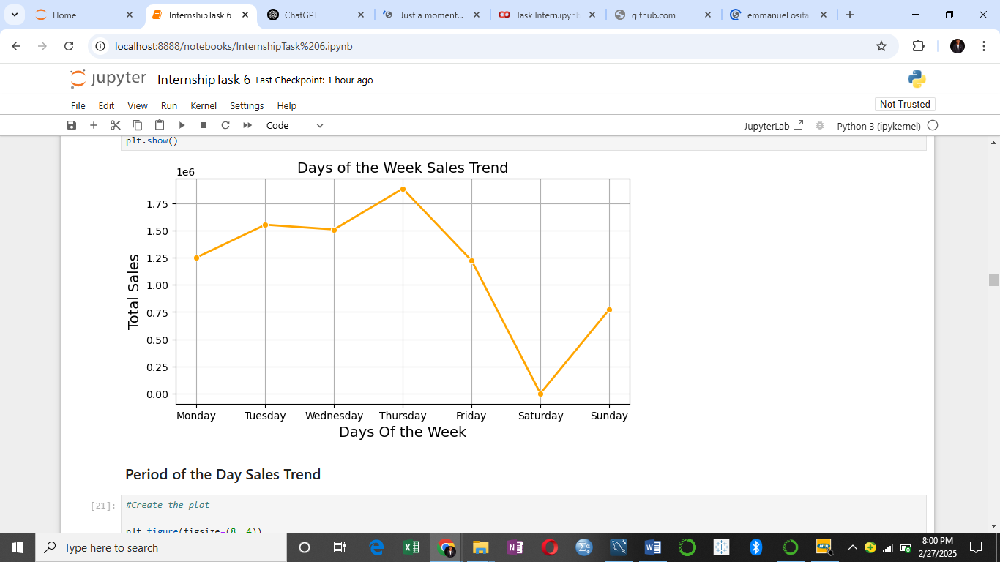 Home
InternshipTask 6
ChatGPT
Just a moment...
Task Intern.ipynb
github.com
emmanuel osita
localhost:8888/notebooks/InternshipTask%206.ipynb
jupyter InternshipTask 6 Last Checkpoint: 1 hour ago
File Edit View Run Kernel Settings Help
Not Trusted
Code
JupyterLab
Python 3 (ipykernel)
plt.show()
Days of the Week Sales Trend
1e6
1.75
1.50
1.25
1.00
0.75
0.50
0.25
0.00
Total Sales
Monday Tuesday Wednesday Thursday Friday Saturday Sunday
Days Of the Week
Period of the Day Sales Trend
[21]:
#Create the plot
plt.figure(figsize=(8, 4))
Type here to search
8:00 PM
2/27/2025